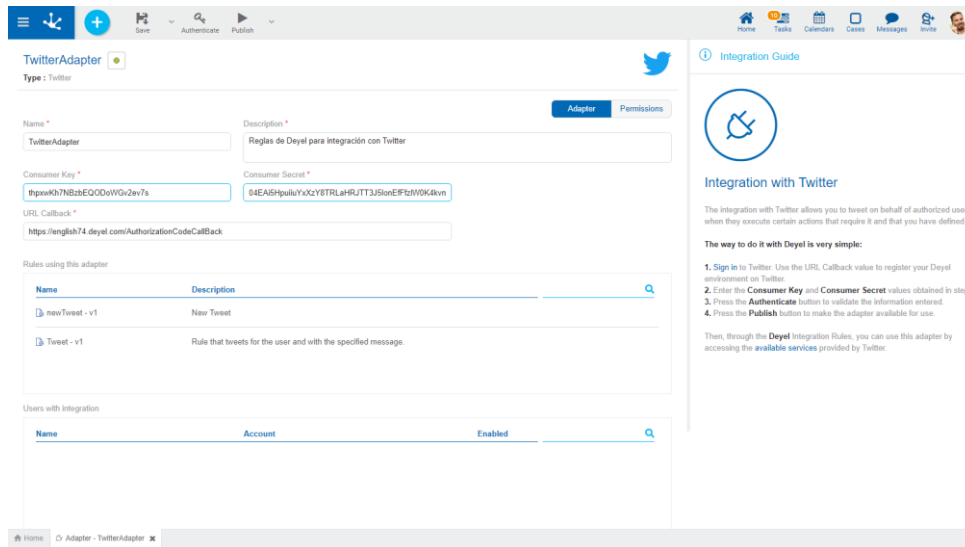 Save
Authenticate
Publish
Home
10
Tasks
Calendars
Cases
Messages
Invite
TwitterAdapter
Type : Twitter
Adapter
Permissions
Name *
Description *
TwitterAdapter
Reglas de Deyel para integración con Twitter
Consumer Key *
Consumer Secret *
thpxwKh7NBzbEQODoWGv2ev7s
04EAi5HpuiiuYxXzY8TRLaHRJTT3J5IonEfFfzIW0K4kvn
URL Callback *
https://english74.deyel.com/AuthorizationCodeCallBack
Rules using this adapter
Name
Description
newTweet - v1
New Tweet
Tweet - v1
Rule that tweets for the user and with the specified message.
Users with Integration
Name
Account
Enabled
Integration Guide
Integration with Twitter
The integration with Twitter allows you to tweet on behalf of authorized use
when they execute certain actions that require it and that you have defined
The way to do it with Deyel is very simple:
1. Sign in to Twitter. Use the URL Callback value to register your Deyel
environment on Twitter.
2. Enter the Consumer Key and Consumer Secret values obtained in ste
3. Press the Authenticate button to validate the information entered.
4. Press the Publish button to make the adapter available for use.
Then, through the Deyel Integration Rules, you can use this adapter by
accessing the available services provided by Twitter.
Home
Adapter - TwitterAdapter